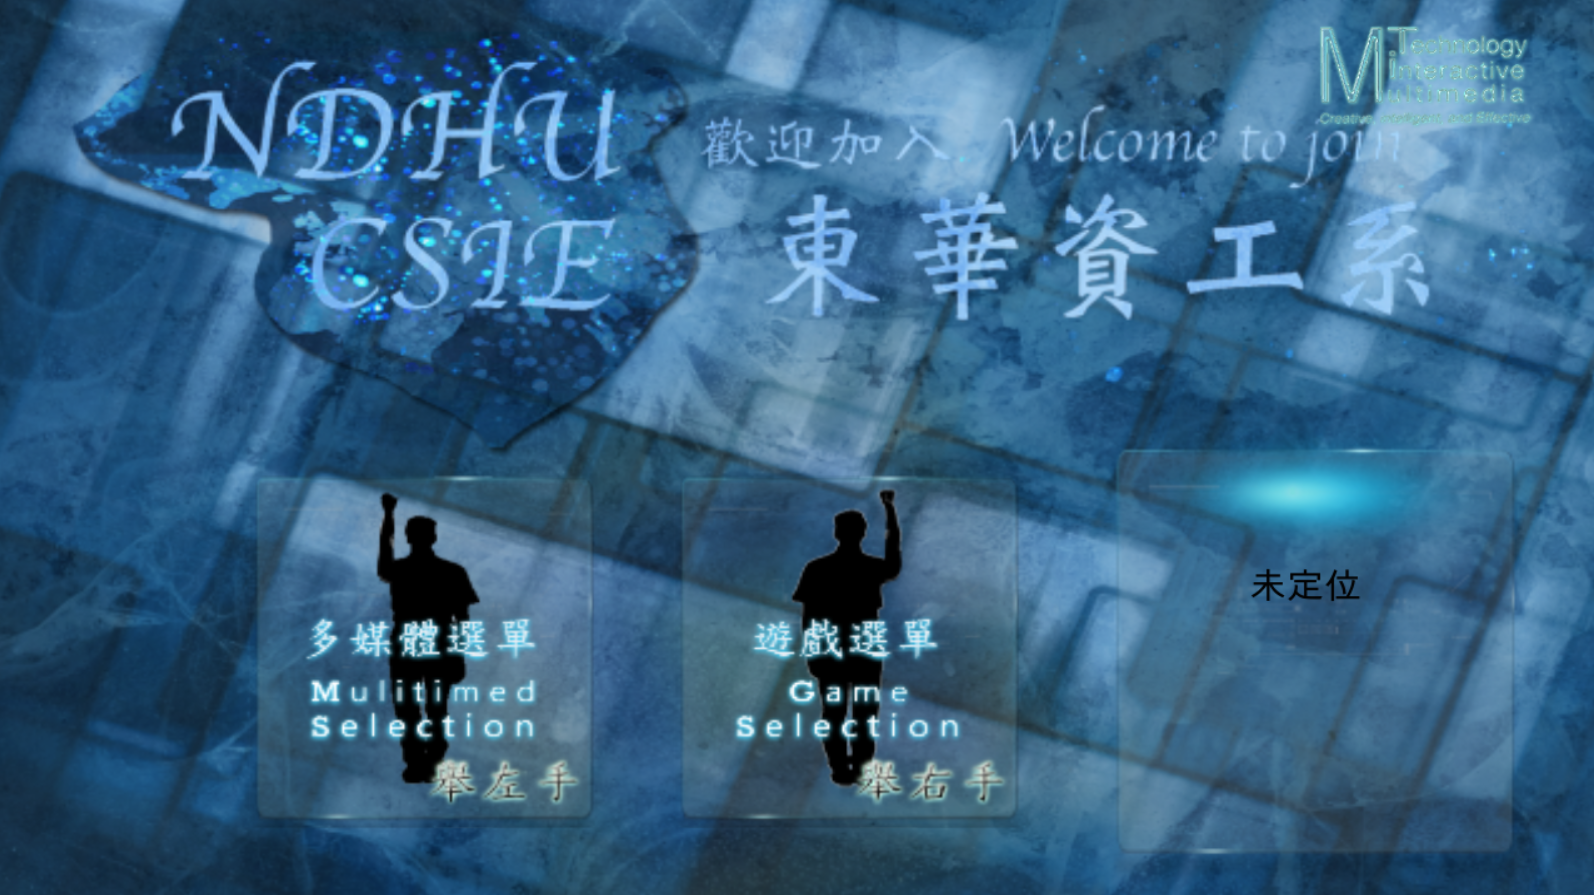 NDHU
CSIE
歡迎加入 Welcome to join
東華資工系
Technology
interactive
Multimedia
多媒體選單
Mulitimed
Selection
舉左手
遊戲選單
Game
Selection
舉右手
未定位